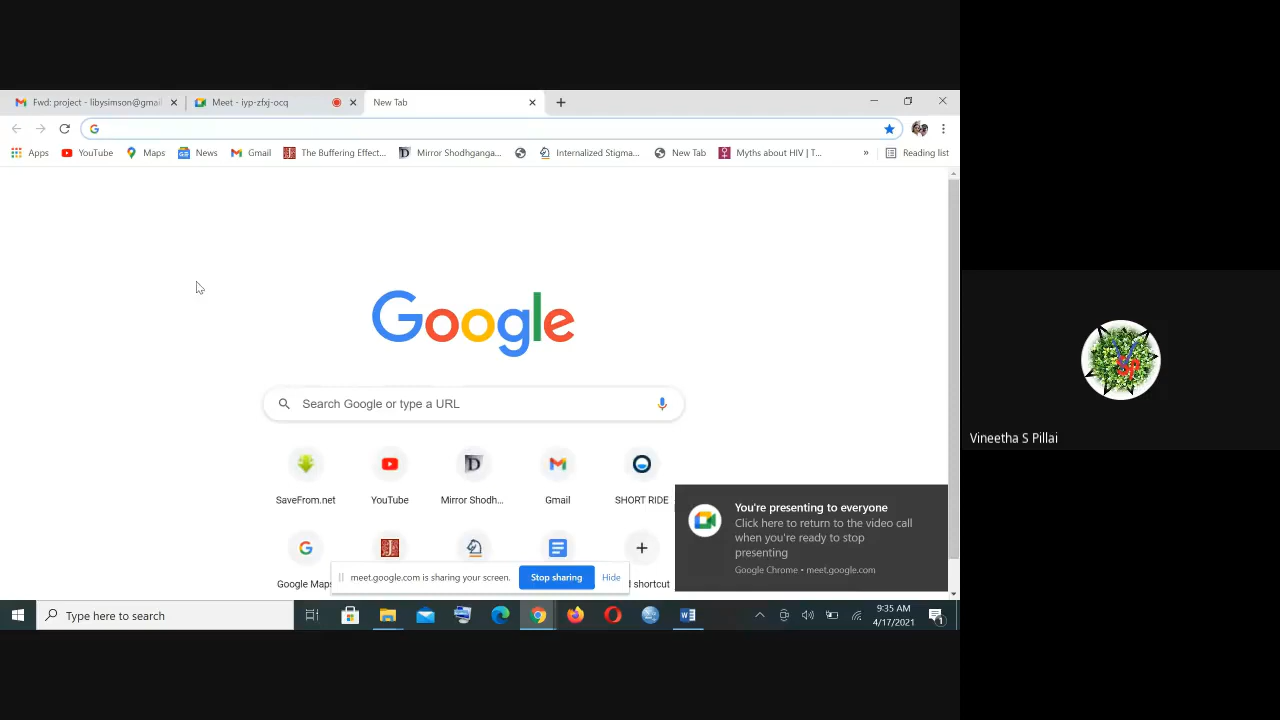 Fwd: project - libysimson@gmail
Meet - iyp-zfxj-ocq
New Tab
Apps
YouTube
Maps
News
Gmail
The Buffering Effect...
Mirror Shodhganga...
Internalized Stigma...
New Tab
Myths about HIV | T...
»
Reading list
Google
Search Google or type a URL
SaveFrom.net
YouTube
Mirror Shodh...
Gmail
SHORT RIDE
Google Maps
d shortcut
meet.google.com is sharing your screen.
Stop sharing
Hide
You're presenting to everyone
Click here to return to the video call
when you're ready to stop
presenting
Google Chrome • meet.google.com
Type here to search
9:35 AM
4/17/2021
1
VSP
Vineetha S Pillai